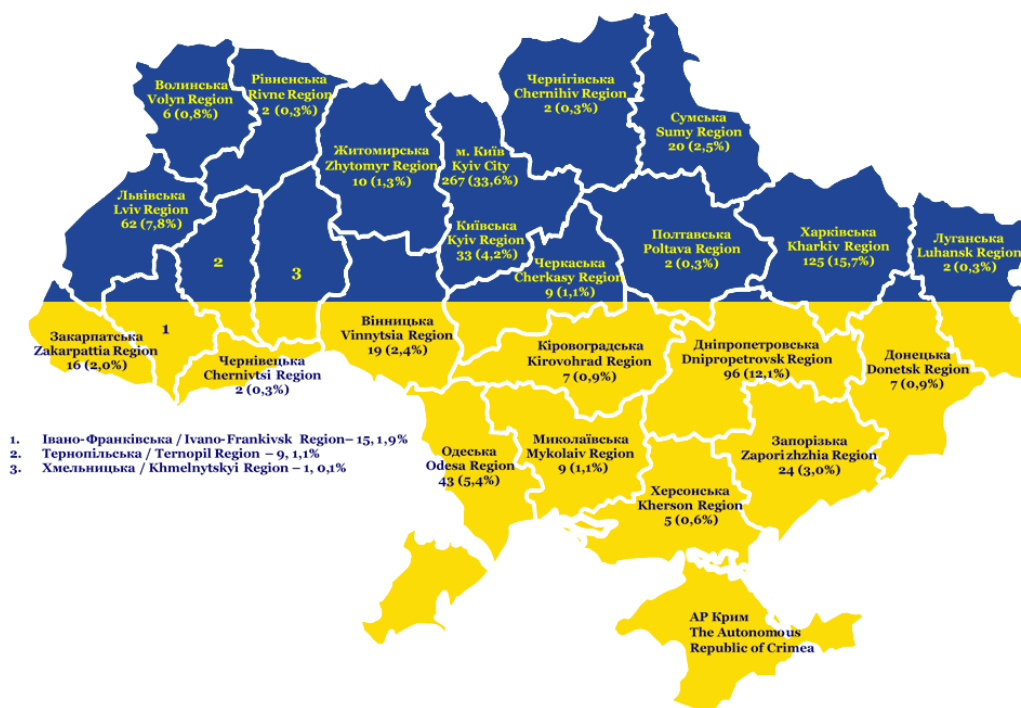 Волинська
Volyn Region
6 (0,8%)
Рівненська
Rivne Region
2 (0,3%)
Житомирська
Zhytomyr Region
10 (1,3%)
м. Київ
Kyiv City
267 (33,6%)
Київська
Kyiv Region
33 (4,2%)
Чернігівська
Chernihiv Region
2 (0,3%)
Сумська
Sumy Region
20 (2,5%)
Львівська
Lviv Region
62 (7,8%)
2
3
Черкаська
Cherkasy Region
9 (1,1%)
Полтавська
Poltava Region
2 (0,3%)
Харківська
Kharkiv Region
125 (15,7%)
Луганська
Luhansk Region
2 (0,3%)
Закарпатська
Zakarpattia Region
16 (2,0%)
1
Чернівецька
Chernivtsi Region
2 (0,3%)
Вінницька
Vinnytsia Region
19 (2,4%)
Кіровоградська
Kirovohrad Region
7 (0,9%)
Дніпропетровська
Dnipropetrovsk Region
96 (12,1%)
Донецька
Donetsk Region
7 (0,9%)
1. Івано-Франківська / Ivano-Frankivsk Region– 15, 1,9%
2. Тернопільська / Ternopil Region – 9, 1,1%
3. Хмельницька / Khmelnytskyi Region – 1, 0,1%
Одеська
Odesa Region
43 (5,4%)
Миколаївська
Mykolaiv Region
9 (1,1%)
Херсонська
Kherson Region
5 (0,6%)
Запорізька
Zaporizhzhia Region
24 (3,0%)
АР Крим
The Autonomous
Republic of Crimea